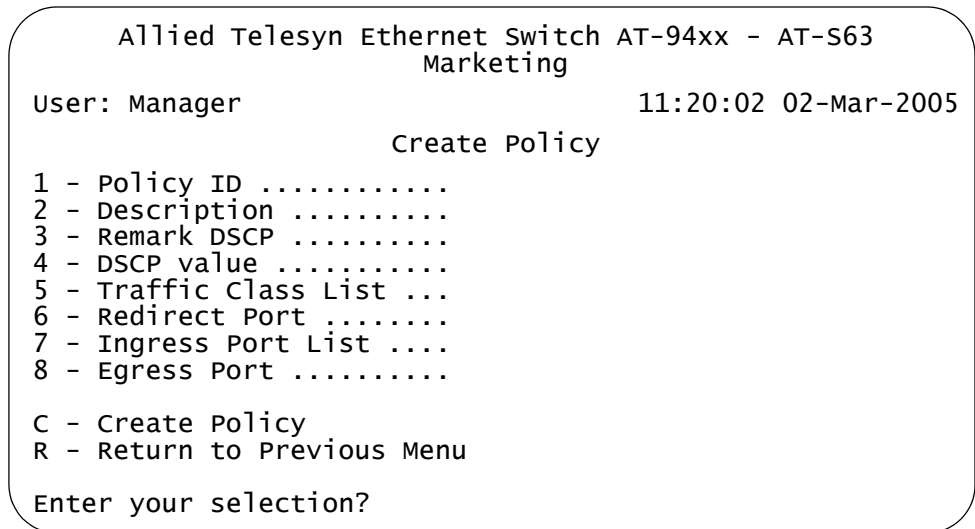 Allied Telesyn Ethernet Switch AT-94xx - AT-S63
Marketing
User: Manager 11:20:02 02-Mar-2005
Create Policy
1 - Policy ID ............
2 - Description ..........
3 - Remark DSCP ..........
4 - DSCP value ...........
5 - Traffic Class List ...
6 - Redirect Port ........
7 - Ingress Port List ....
8 - Egress Port ..........
C - Create Policy
R - Return to Previous Menu
Enter your selection?